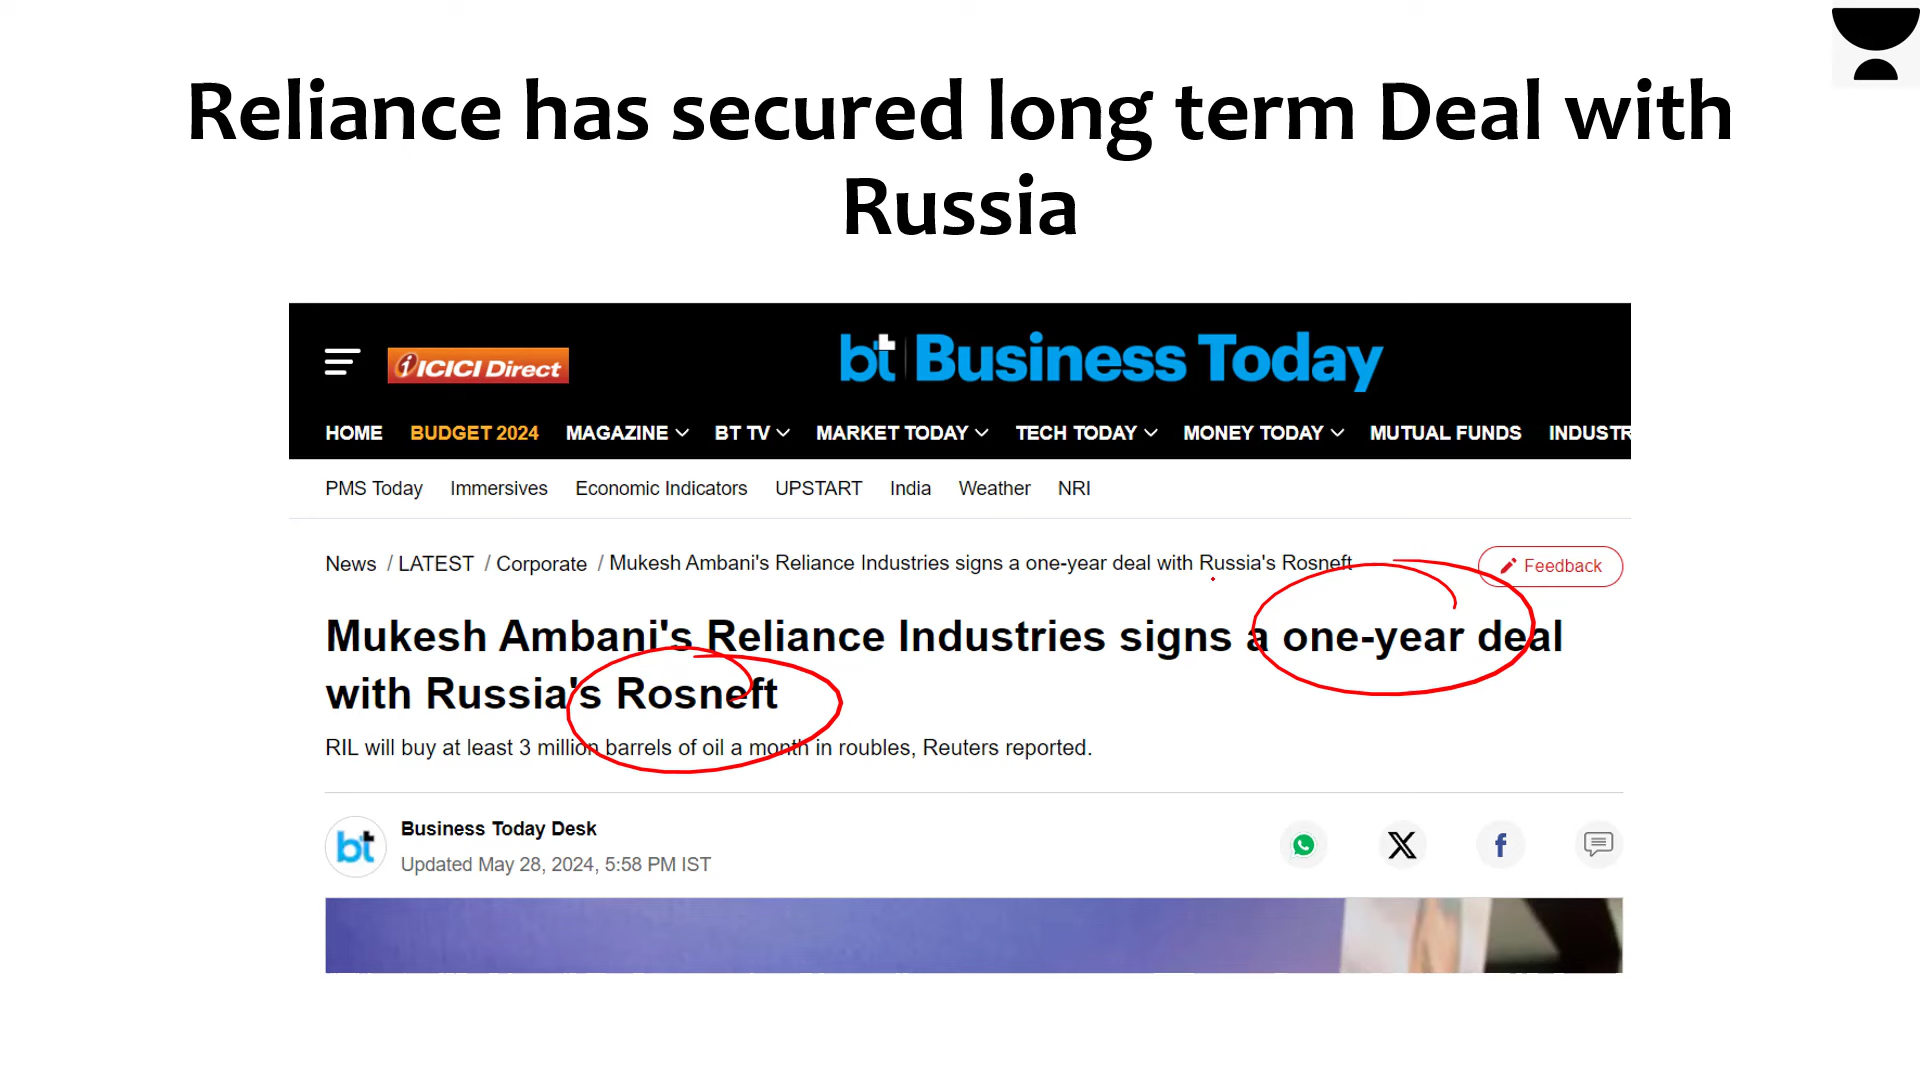 Reliance has secured long term Deal with
Russia
iCICI Direct
bt Business Today
HOME BUDGET 2024 MAGAZINE BT TV MARKET TODAY TECH TODAY MONEY TODAY MUTUAL FUNDS INDUSTR
PMS Today Immersives Economic Indicators UPSTART India Weather NRI
News / LATEST / Corporate / Mukesh Ambani's Reliance Industries signs a one-year deal with Russia's Rosneft
Feedback
Mukesh Ambani's Reliance Industries signs a one-year deal
with Russia's Rosneft
RIL will buy at least 3 million barrels of oil a month in roubles, Reuters reported.
bt
Business Today Desk
Updated May 28, 2024, 5:58 PM IST